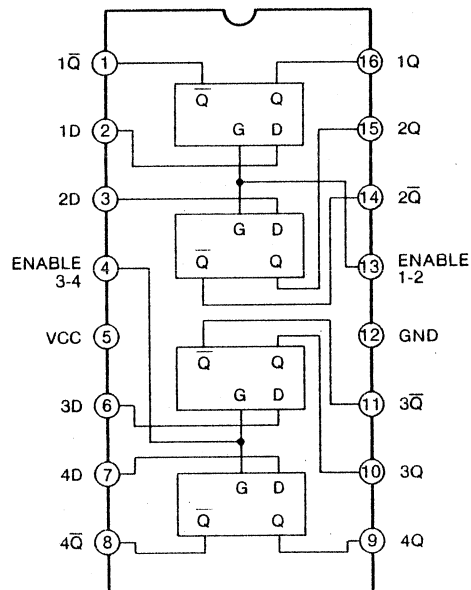 1Q̅ 1 16 1Q
Q̅ Q
G D
1D 2 15 2Q
2D 3 14 2Q̅
G D
Q̅ Q
ENABLE 3-4 4 13 ENABLE 1-2
VCC 5 12 GND
Q̅ Q
G D
3D 6 11 3Q̅
4D 7 10 3Q
G D
Q̅ Q
4Q̅ 8 9 4Q